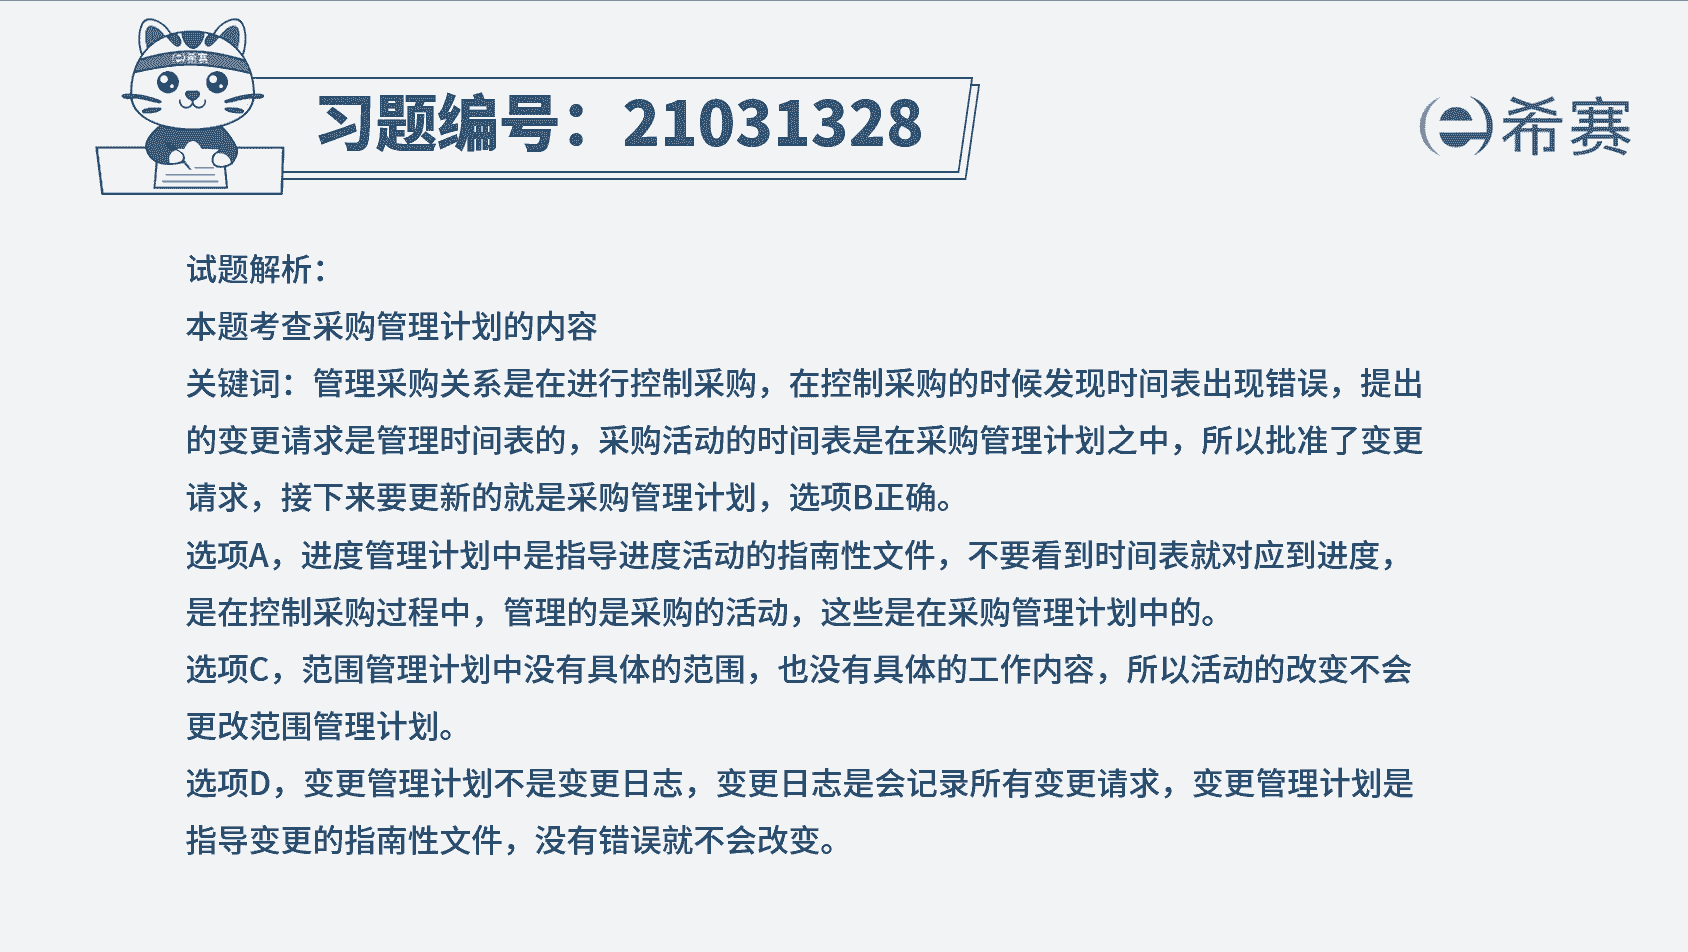 希赛
习题编号：21031328
希赛
试题解析：
本题考查采购管理计划的内容
关键词：管理采购关系是在进行控制采购，在控制采购的时候发现时间表出现错误，提出
的变更请求是管理时间表的，采购活动的时间表是在采购管理计划之中，所以批准了变更
请求，接下来要更新的就是采购管理计划，选项B正确。
选项A，进度管理计划中是指导进度活动的指南性文件，不要看到时间表就对应到进度，
是在控制采购过程中，管理的是采购的活动，这些是在采购管理计划中的。
选项C，范围管理计划中没有具体的范围，也没有具体的工作内容，所以活动的改变不会
更改范围管理计划。
选项D，变更管理计划不是变更日志，变更日志是会记录所有变更请求，变更管理计划是
指导变更的指南性文件，没有错误就不会改变。